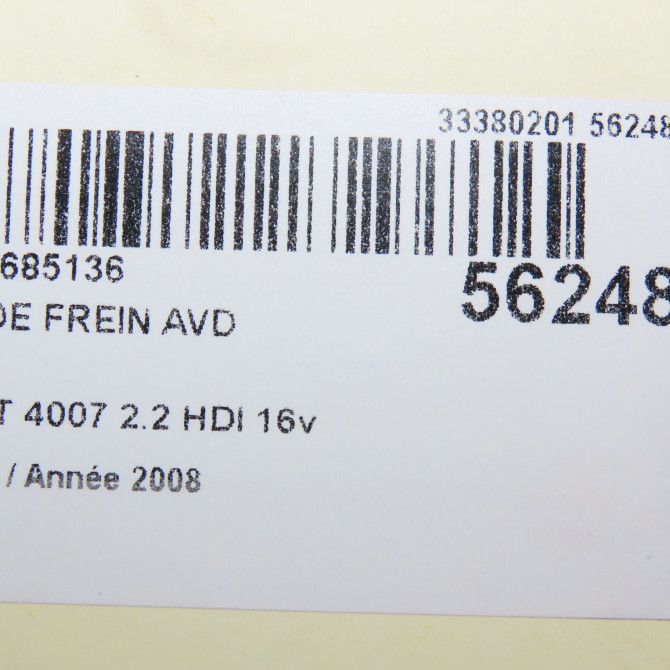 33380201 56248
685136
56248
DE FREIN AVD
T 4007 2.2 HDI 16v
/ Année 2008